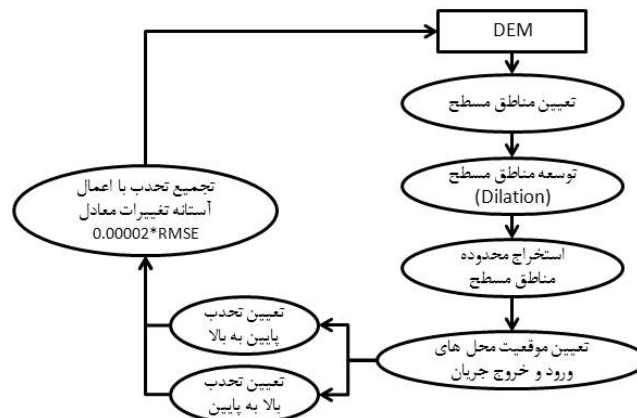 DEM
تعیین مناطق مسطح
توسعه مناطق مسطح
(Dilation)
استخراج محدوده
مناطق مسطح
تعیین موقعیت محل های
ورود و خروج جریان
تعیین تحدب
پایین به بالا
تعیین تحدب
بالا به پایین
تجمیع تحدب با اعمال
آستانه تغییرات معادل
0.00002*RMSE